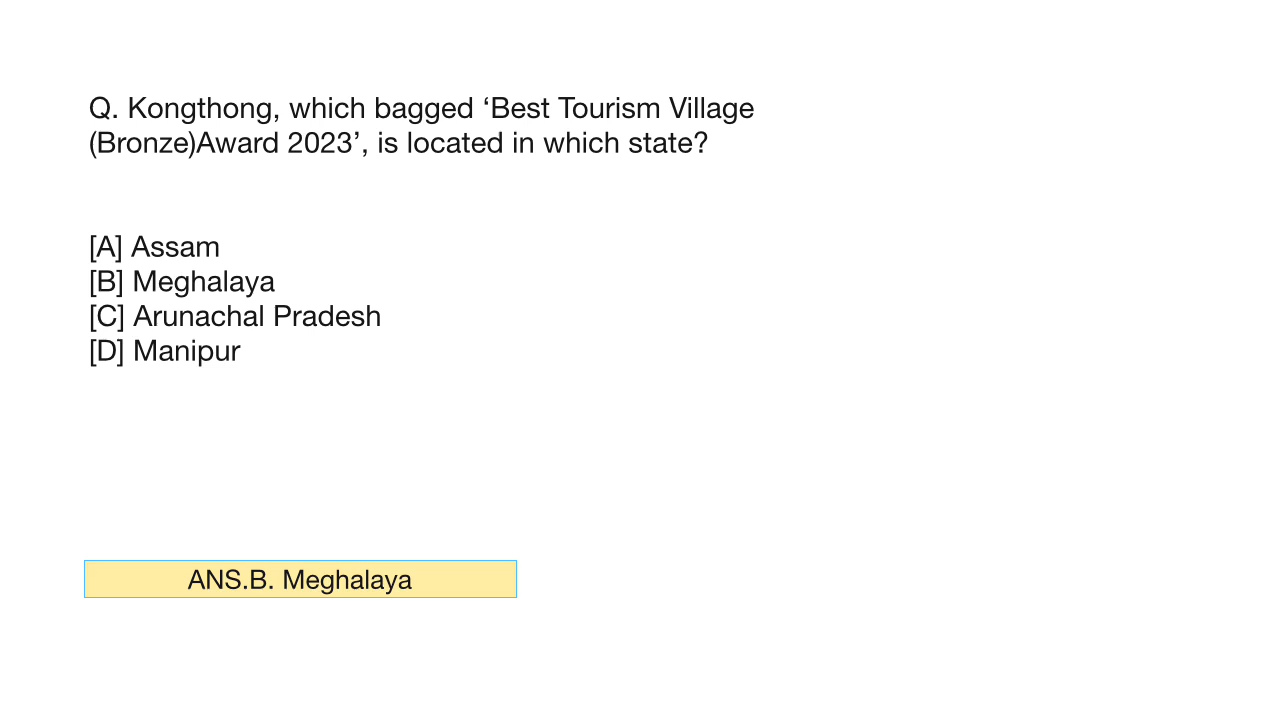 Q. Kongthong, which bagged ‘Best Tourism Village
(Bronze)Award 2023’, is located in which state?
[A] Assam
[B] Meghalaya
[C] Arunachal Pradesh
[D] Manipur
ANS.B. Meghalaya